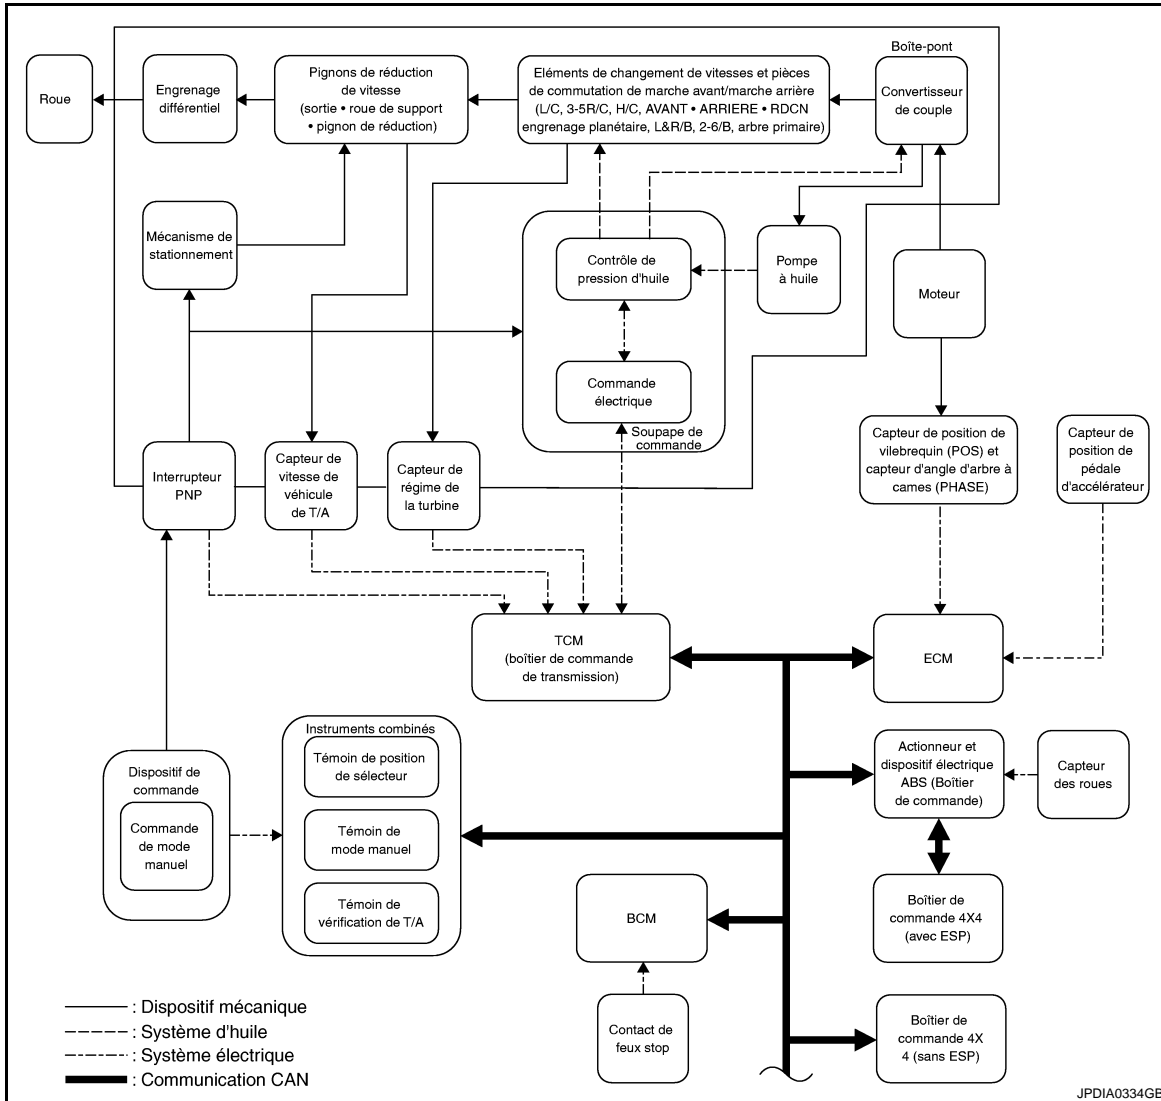 Boîte-pont
Roue
Engrenage
différentiel
Pignons de réduction
de vitesse
(sortie • roue de support
• pignon de réduction)
Eléments de changement de vitesses et pièces
de commutation de marche avant/marche arrière
(L/C, 3-5R/C, H/C, AVANT • ARRIERE • RDCN
engrenage planétaire, L&R/B, 2-6/B, arbre primaire)
Convertisseur
de couple
Mécanisme de
stationnement
Contrôle de
pression d'huile
Pompe
à huile
Moteur
Commande
électrique
Soupape de
commande
Interrupteur
PNP
Capteur de
vitesse de
véhicule
de T/A
Capteur de
régime de
la turbine
Capteur de position de
vilebrequin (POS) et
capteur d'angle d'arbre à
cames (PHASE)
Capteur de
position de
pédale
d'accélérateur
TCM
(boîtier de commande
de transmission)
ECM
Instruments combinés
Témoin de position
de sélecteur
Témoin de
mode manuel
Témoin de
vérification de T/A
Dispositif de
commande
Commande
de mode
manuel
Actionneur et
dispositif électrique
ABS (Boîtier
de commande)
Capteur
des roues
BCM
Boîtier de
commande 4X4
(avec ESP)
Contact de
feux stop
Boîtier de
commande 4X
4 (sans ESP)
: Dispositif mécanique
: Système d'huile
: Système électrique
: Communication CAN
JPDIA0334GB